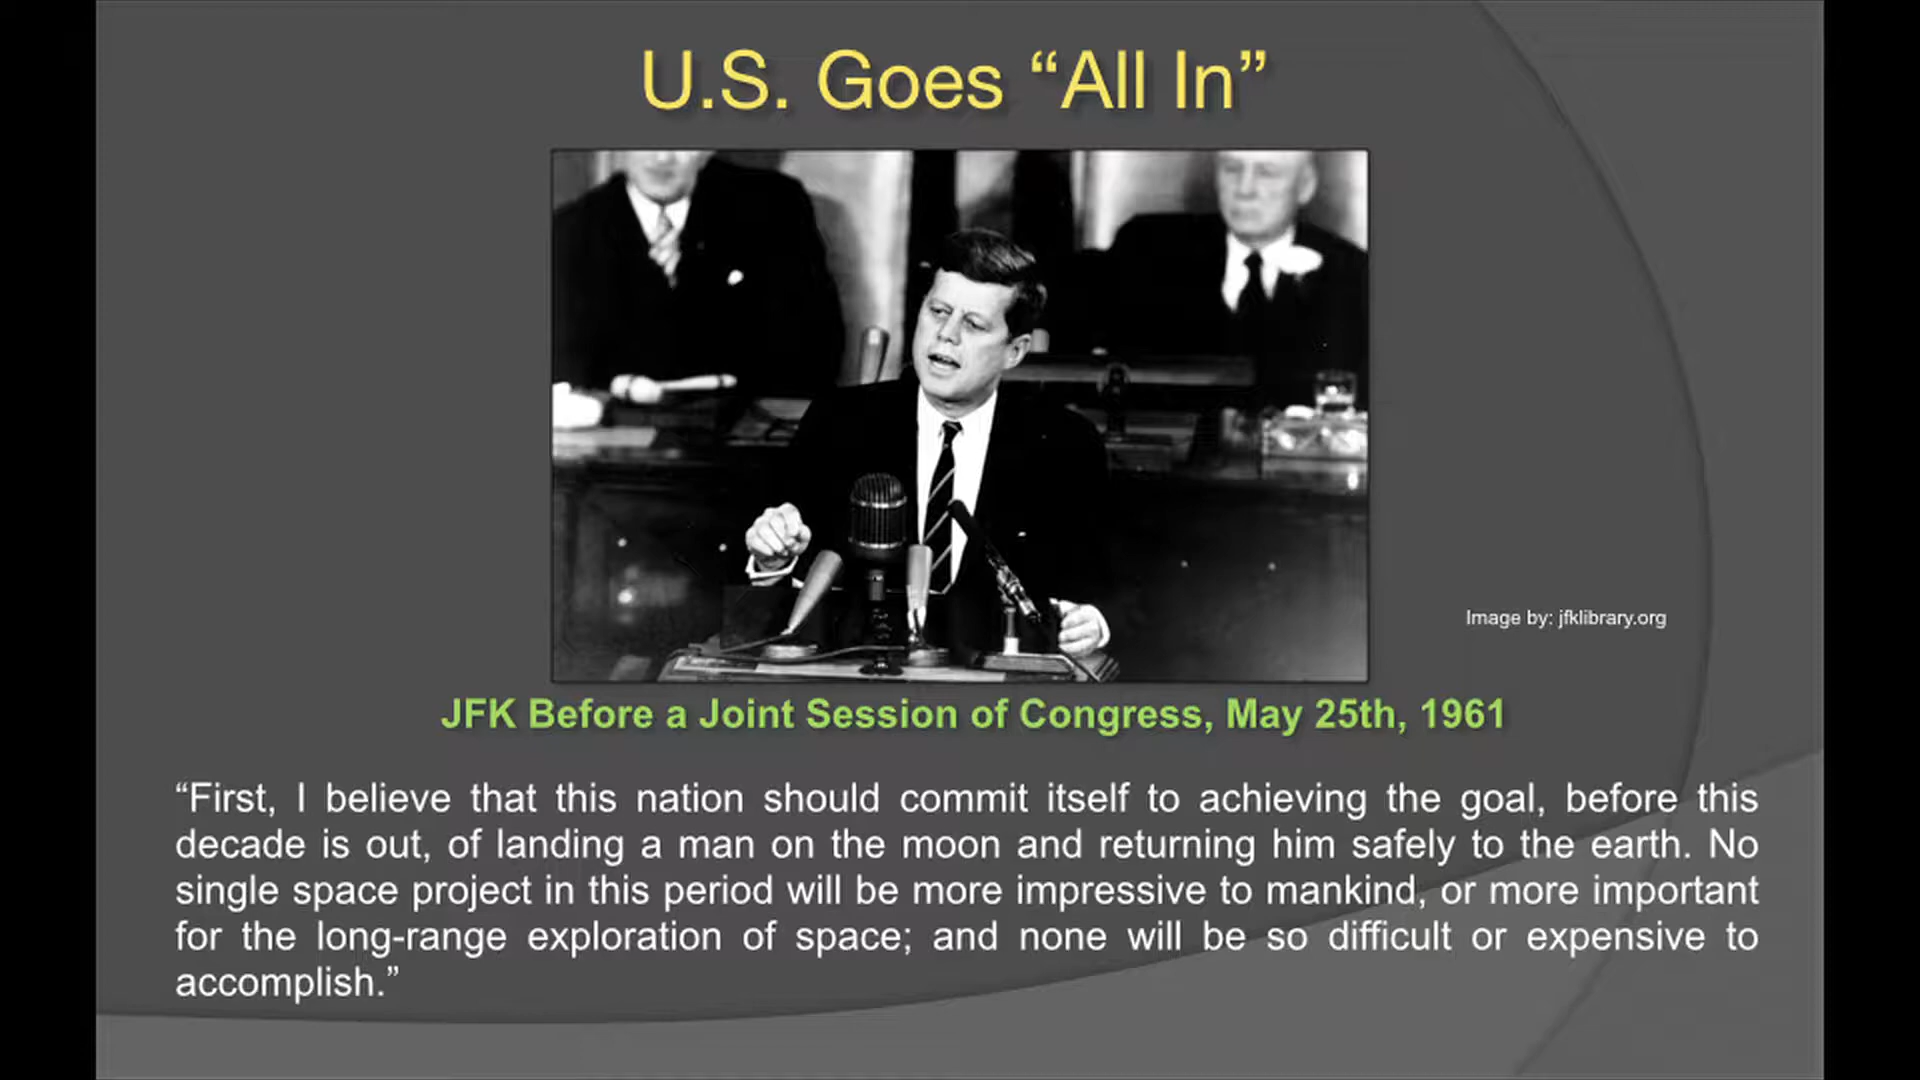 U.S. Goes “All In”
Image by: jfklibrary.org
JFK Before a Joint Session of Congress, May 25th, 1961
“First, I believe that this nation should commit itself to achieving the goal, before this
decade is out, of landing a man on the moon and returning him safely to the earth. No
single space project in this period will be more impressive to mankind, or more important
for the long-range exploration of space; and none will be so difficult or expensive to
accomplish.”